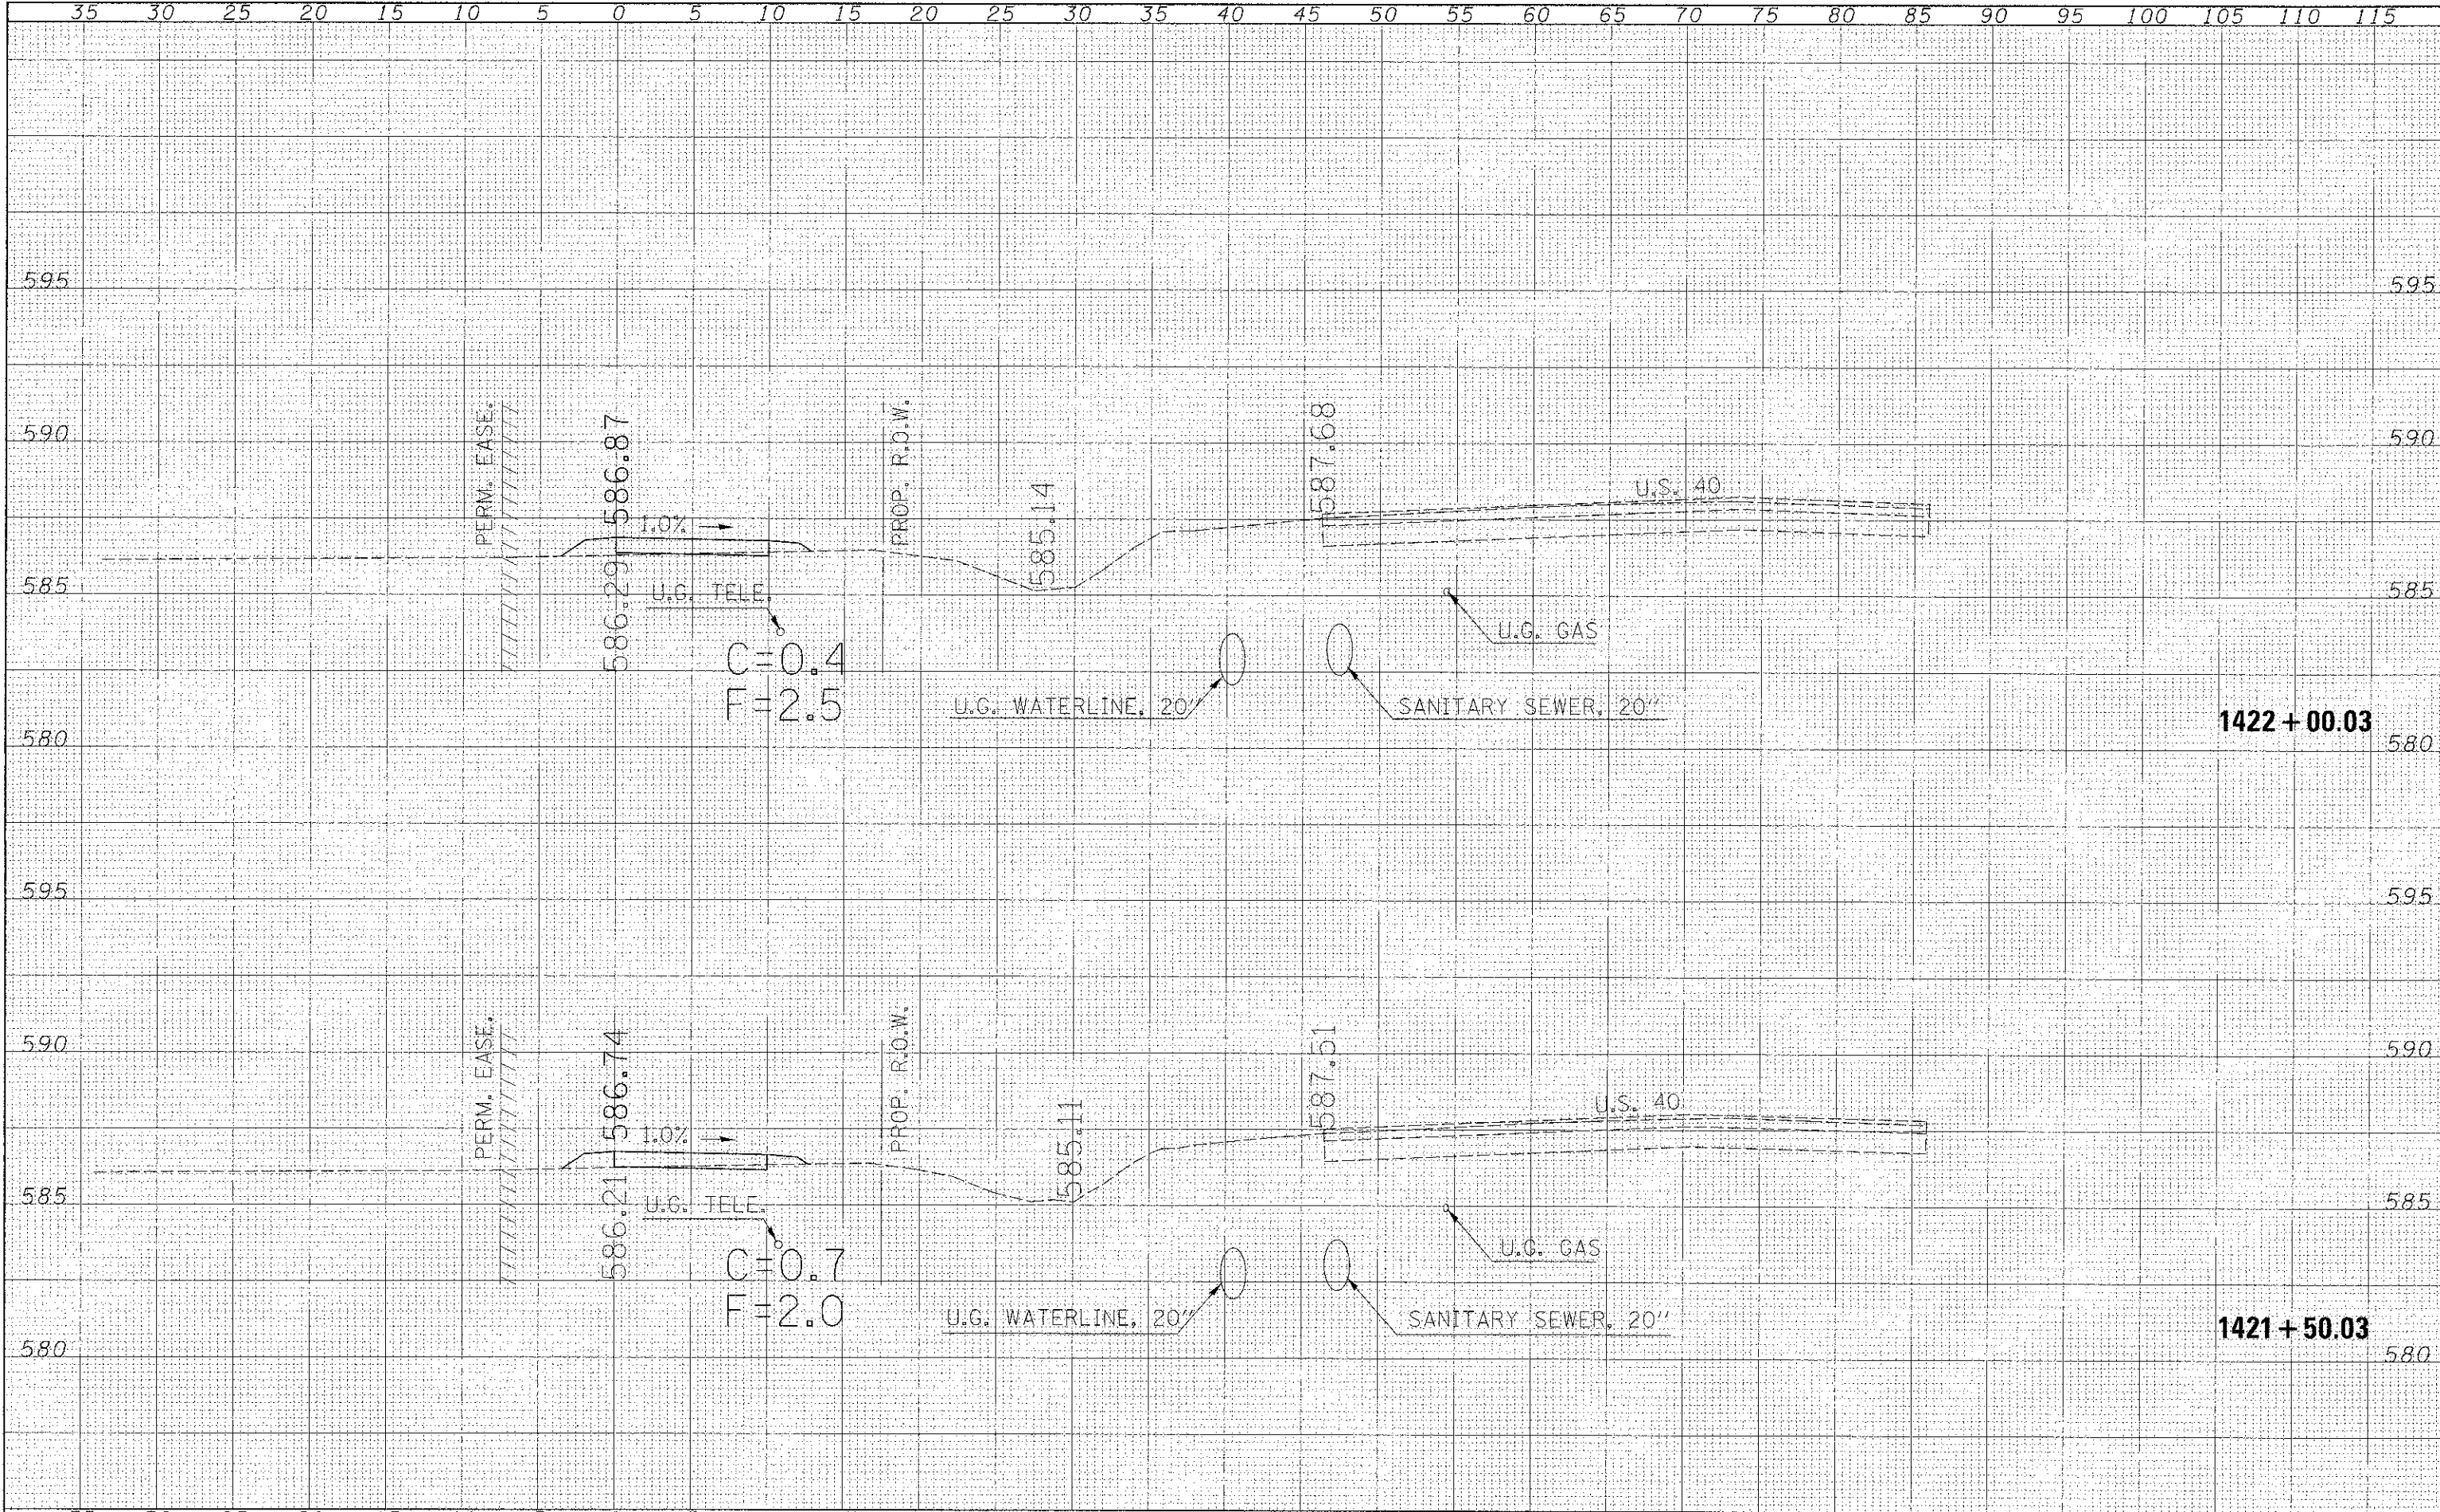 35 30 25 20 15 10 5 0 5 10 15 20 25 30 35 40 45 50 55 60 65 70 75 80 85 90 95 100 105 110 115
595 595
590 590
PERM. EASE.
586.87
PROP. R.O.W.
587.68
585.14
U.S. 40
1.0%
585 585
586.29
U.G. TELE.
C=0.4
F=2.5
U.G. GAS
U.G. WATERLINE, 20"
SANITARY SEWER, 20"
1422+00.03
580 580
595 595
590 590
PERM. EASE.
586.74
PROP. R.O.W.
587.51
585.11
U.S. 40
1.0%
585 585
586.21
U.G. TELE.
C=0.7
F=2.0
U.G. GAS
U.G. WATERLINE, 20"
SANITARY SEWER, 20"
1421+50.03
580 580